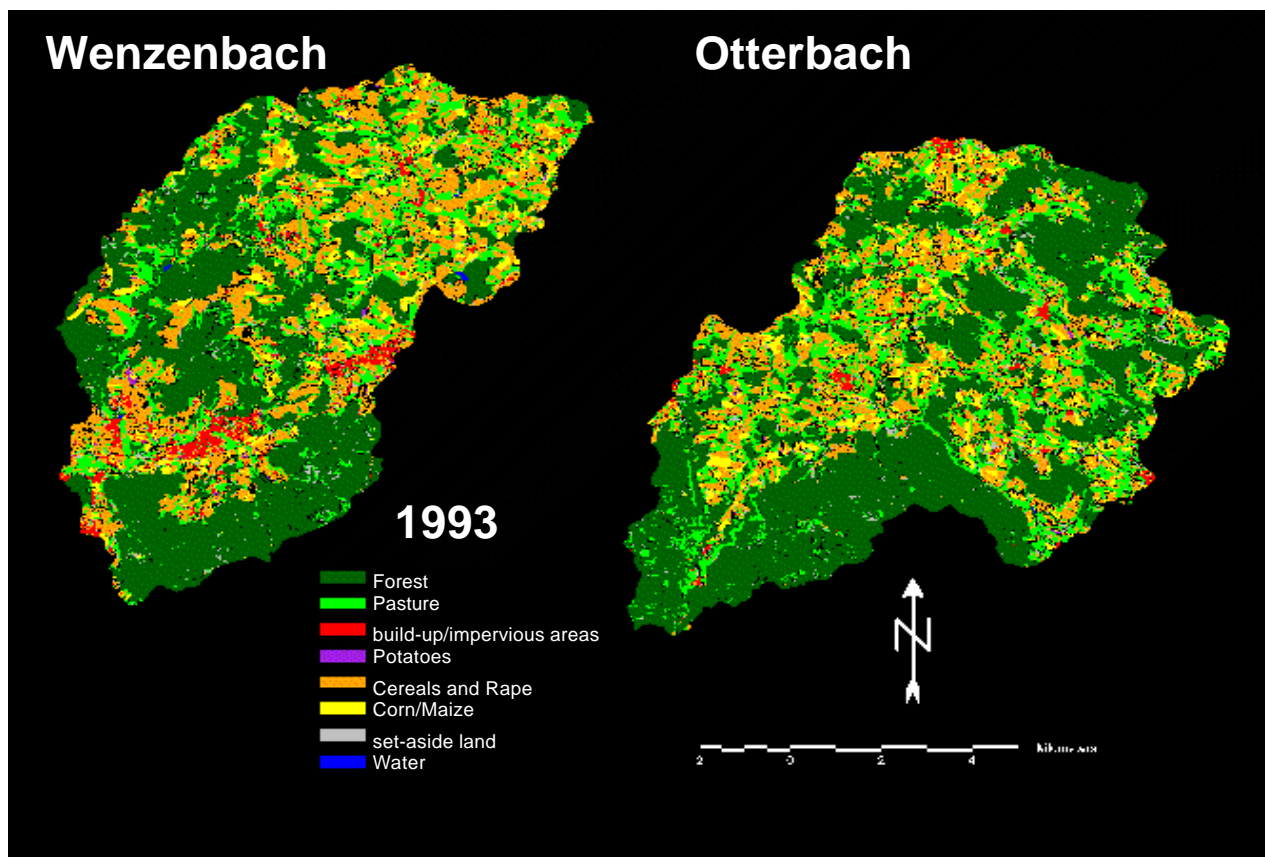 Wenzenbach
Otterbach
1993
Forest
Pasture
build-up/impervious areas
Potatoes
Cereals and Rape
Corn/Maize
set-aside land
Water
N
2 0 2 4